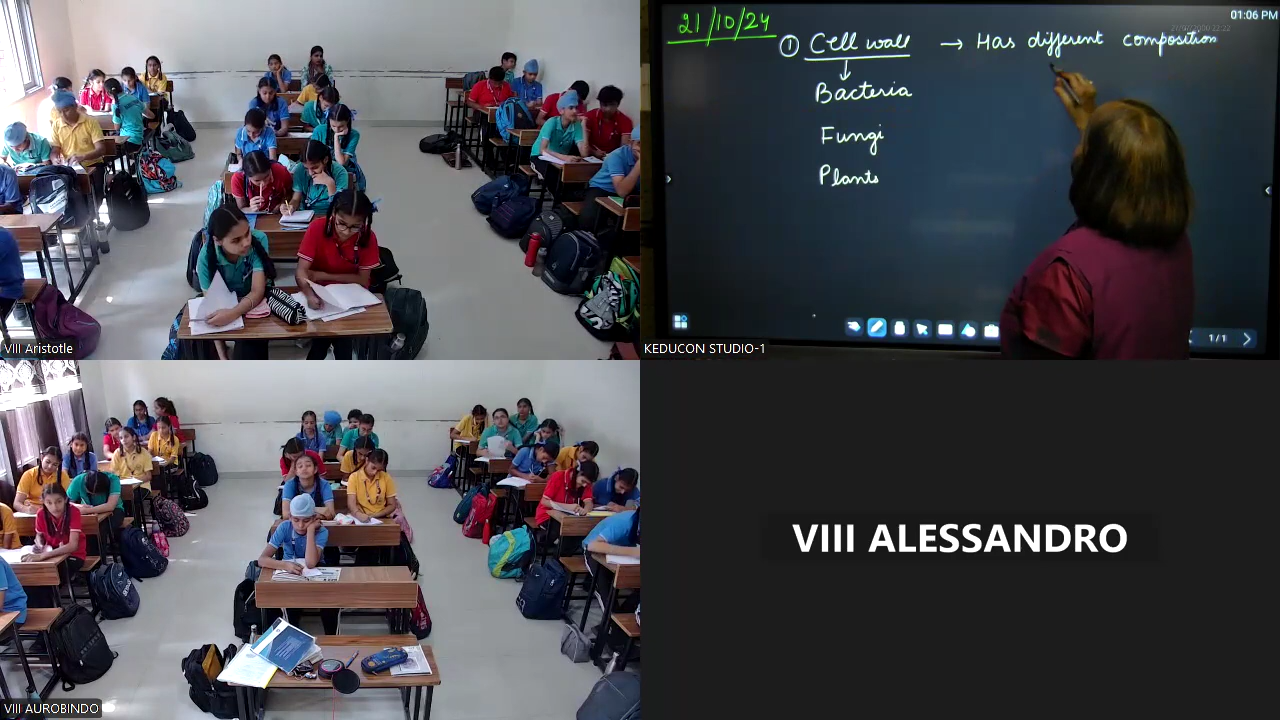 VIII Aristotle
01:06 PM
21/10/24
① Cell wall → Has different composition
↓
Bacteria
Fungi
Plants
1/1
KEDUCON STUDIO-1
VIII AUROBINDO
VIII ALESSANDRO